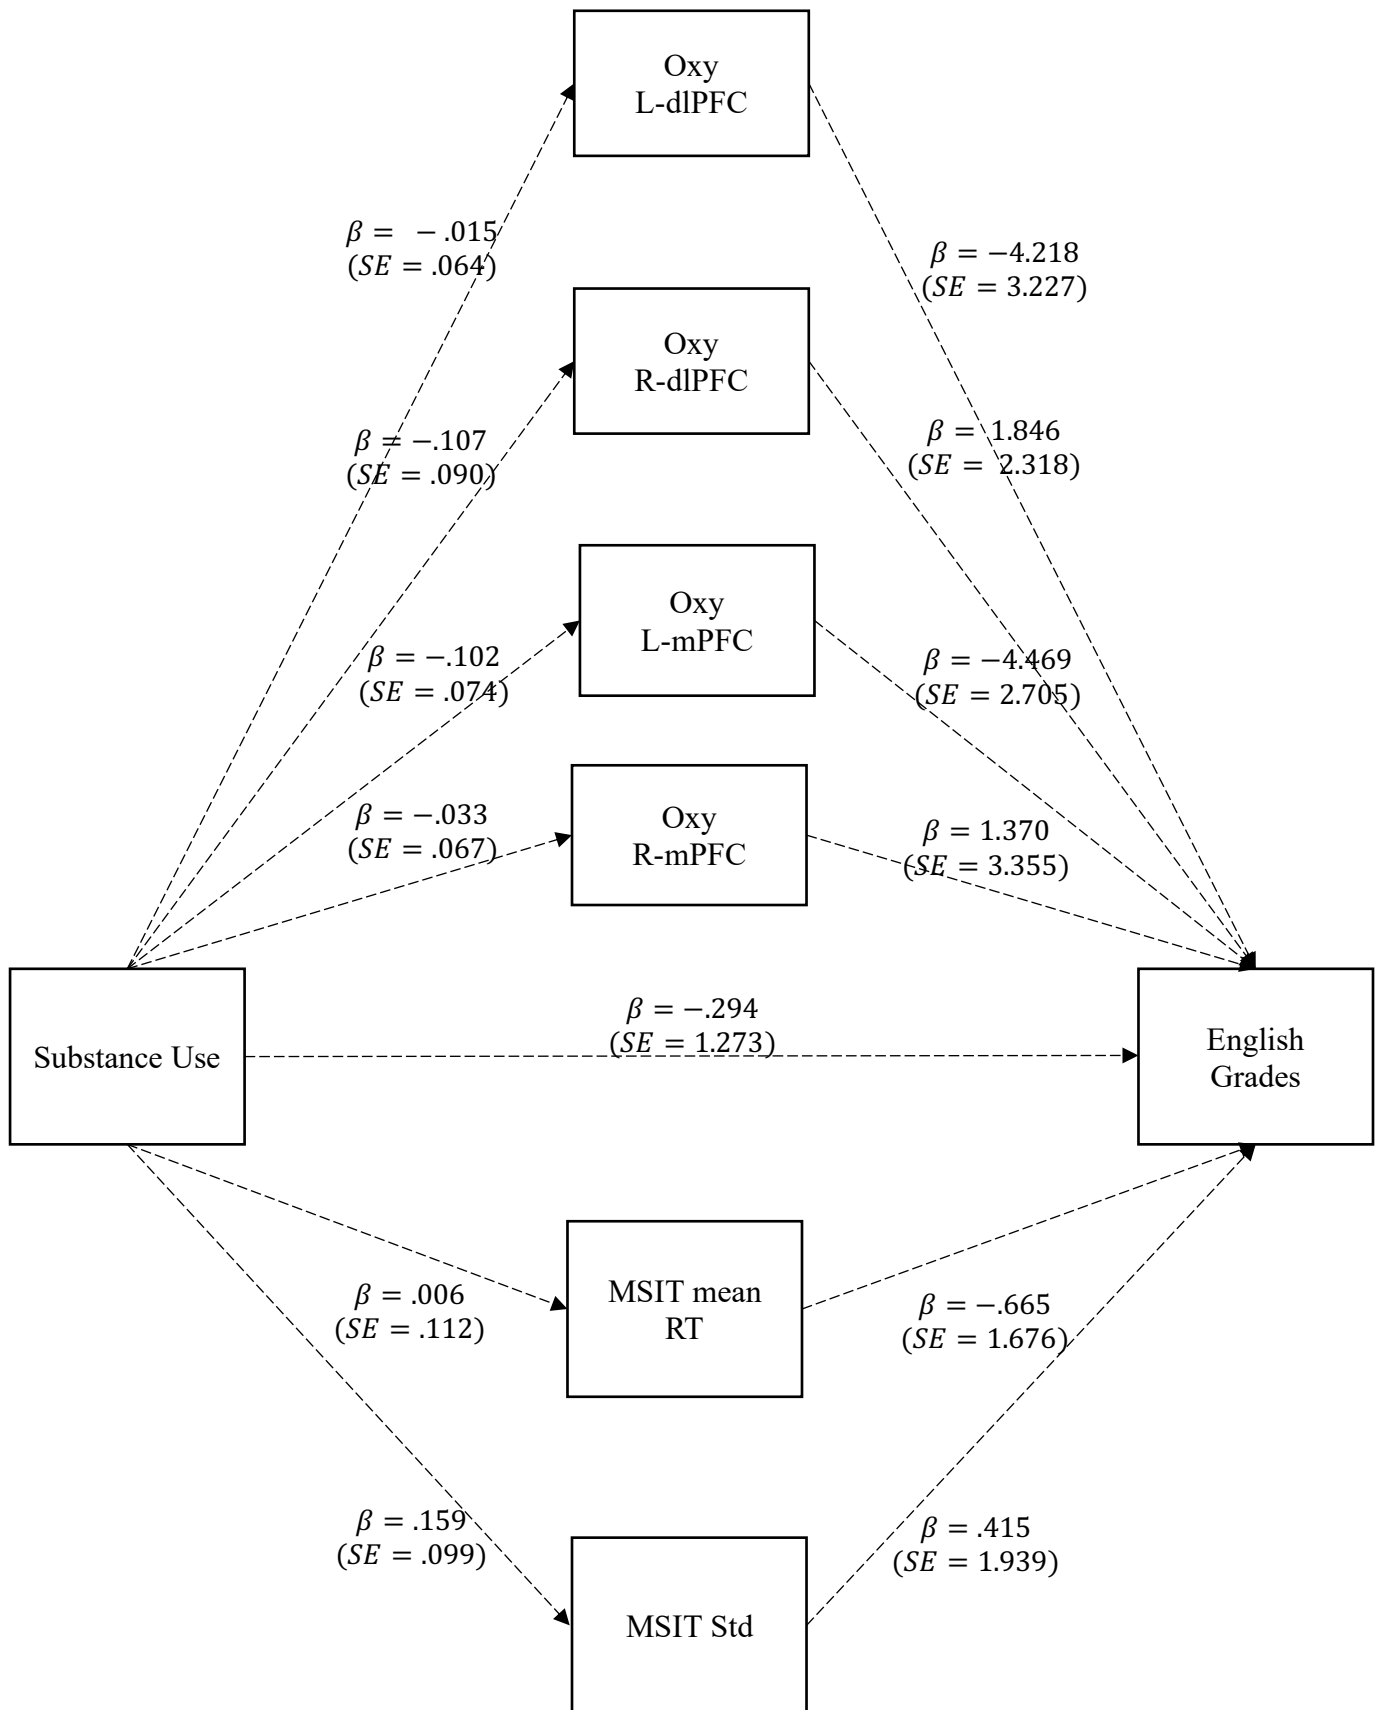 Oxy
L-dlPFC
β = − .015
(SE = .064)
β = −4.218
(SE = 3.227)
Oxy
R-dlPFC
β = −.107
(SE = .090)
β = 1.846
(SE = 2.318)
Oxy
L-mPFC
β = −.102
(SE = .074)
β = −4.469
(SE = 2.705)
Oxy
R-mPFC
β = −.033
(SE = .067)
β = 1.370
(SE = 3.355)
Substance Use
β = −.294
(SE = 1.273)
English
Grades
MSIT mean
RT
β = .006
(SE = .112)
β = −.665
(SE = 1.676)
β = .159
(SE = .099)
β = .415
(SE = 1.939)
MSIT Std